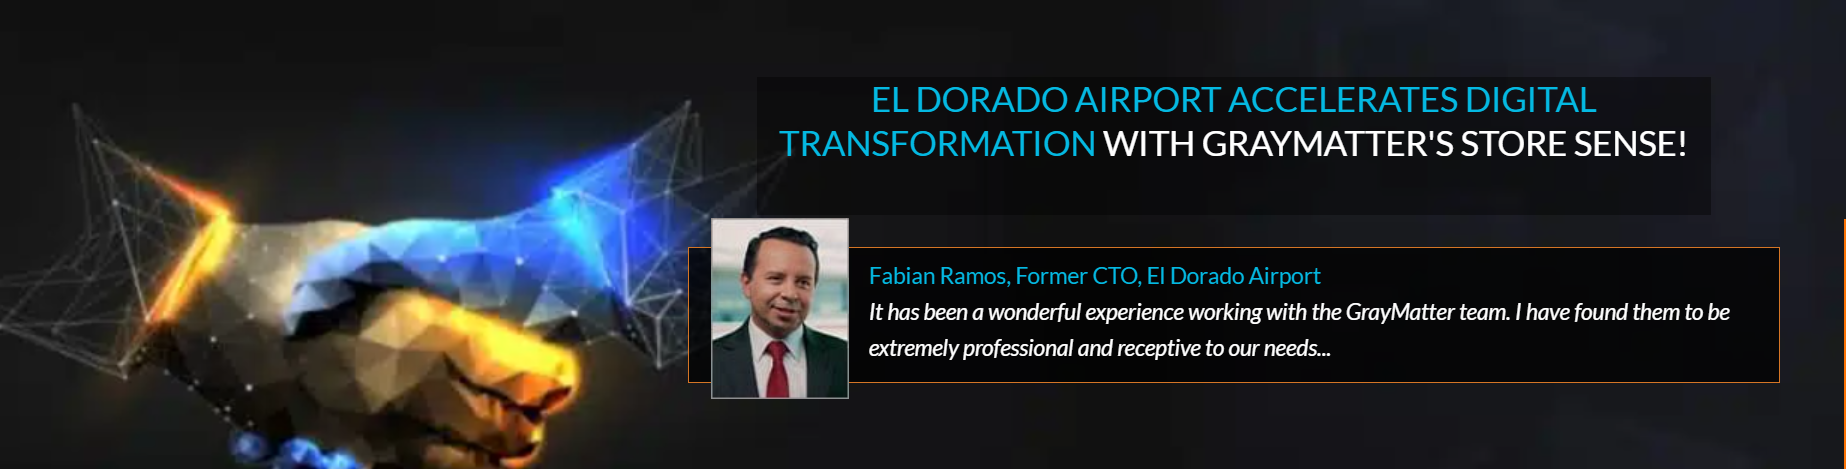 EL DORADO AIRPORT ACCELERATES DIGITAL
TRANSFORMATION WITH GRAYMATTER'S STORE SENSE!
Fabian Ramos, Former CTO, El Dorado Airport
It has been a wonderful experience working with the GrayMatter team. I have found them to be
extremely professional and receptive to our needs...